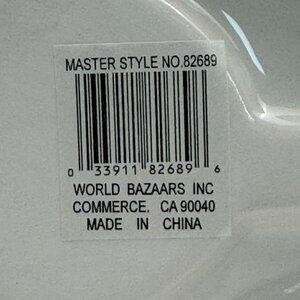 MASTER STYLE NO.82689
0 33911 82689 6
WORLD BAZAARS INC
COMMERCE, CA 90040
MADE IN CHINA